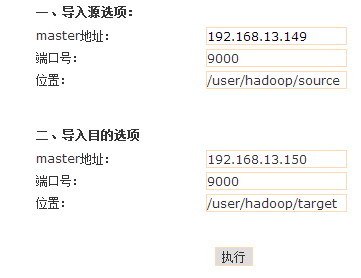 一、导入源选项：
master地址： 192.168.13.149
端口号： 9000
位置： /user/hadoop/source
二、导入目的选项
master地址： 192.168.13.150
端口号： 9000
位置： /user/hadoop/target
执行